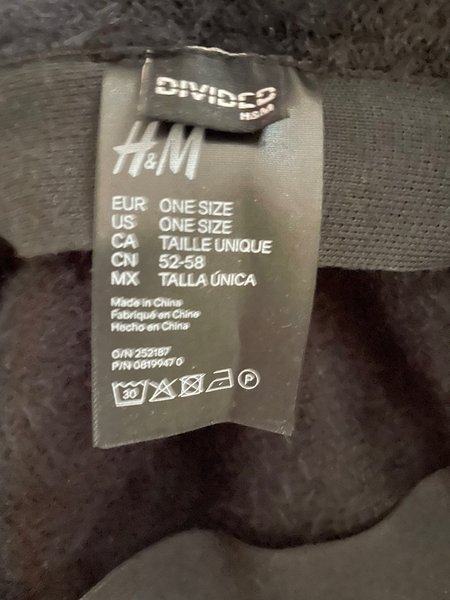 DIVIDED
H&M
H&M
EUR ONE SIZE
US ONE SIZE
CA TAILLE UNIQUE
CN 52-58
MX TALLA ÚNICA
Made in China
Fabriqué en Chine
Hecho en China
O/N 252187
P/N 0819947 0
30
P